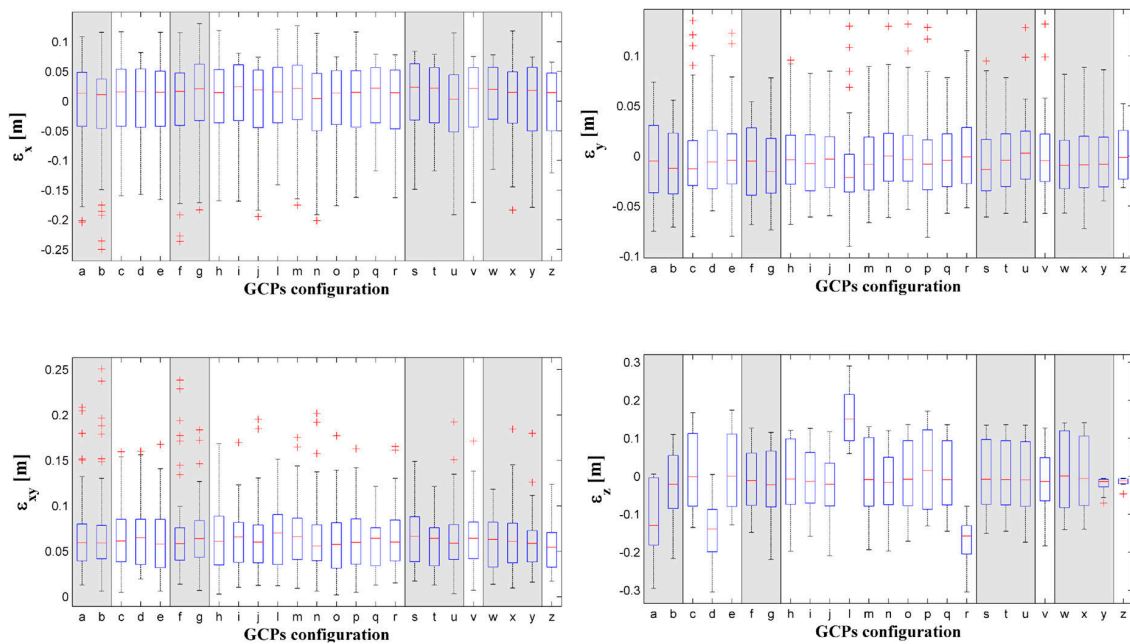 0.1
0.05
0
-0.05
-0.1
-0.15
-0.2
-0.25
εx [m]
a b c d e f g h i j l m n o p q r s t u v w x y z
GCPs configuration
0.1
0.05
0
-0.05
-0.1
εy [m]
a b c d e f g h i j l m n o p q r s t u v w x y z
GCPs configuration
0.25
0.2
0.15
0.1
0.05
0
εxy [m]
a b c d e f g h i j l m n o p q r s t u v w x y z
GCPs configuration
0.3
0.2
0.1
0
-0.1
-0.2
-0.3
εz [m]
a b c d e f g h i j l m n o p q r s t u v w x y z
GCPs configuration